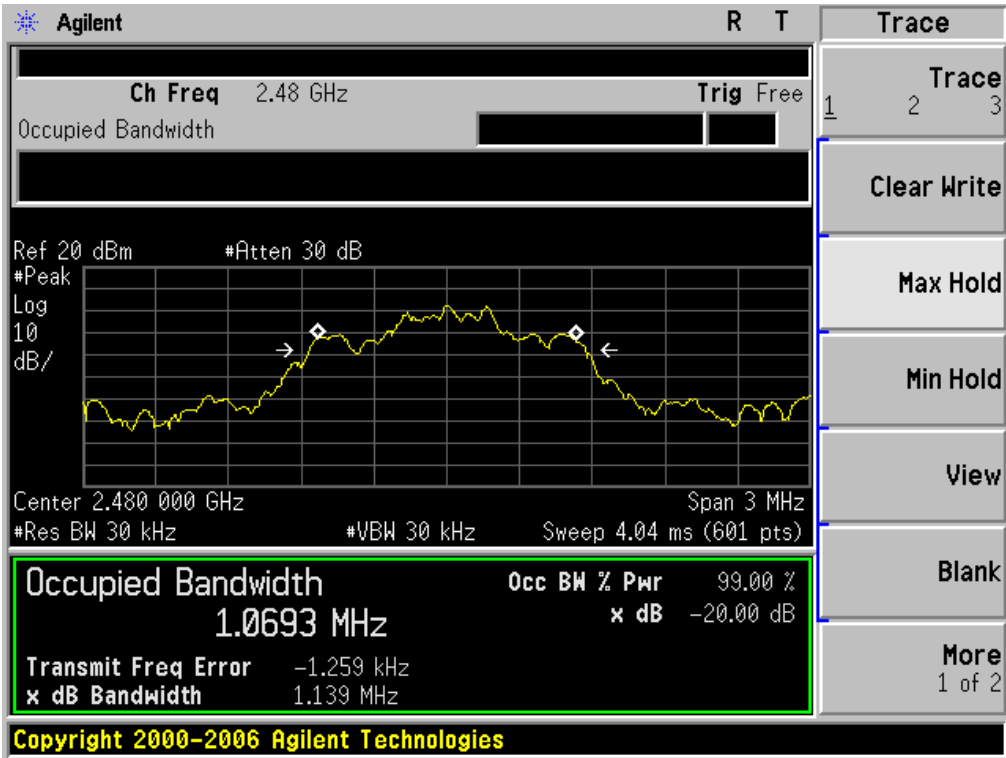 Agilent R T
Ch Freq 2.48 GHz Trig Free
Occupied Bandwidth
Ref 20 dBm #Atten 30 dB
#Peak
Log
10
dB/
Center 2.480 000 GHz Span 3 MHz
#Res BW 30 kHz #VBW 30 kHz Sweep 4.04 ms (601 pts)
Occupied Bandwidth Occ BW % Pwr 99.00 %
1.0693 MHz x dB -20.00 dB
Transmit Freq Error -1.259 kHz
x dB Bandwidth 1.139 MHz
Copyright 2000-2006 Agilent Technologies
Trace
Trace
1 2 3
Clear Write
Max Hold
Min Hold
View
Blank
More
1 of 2